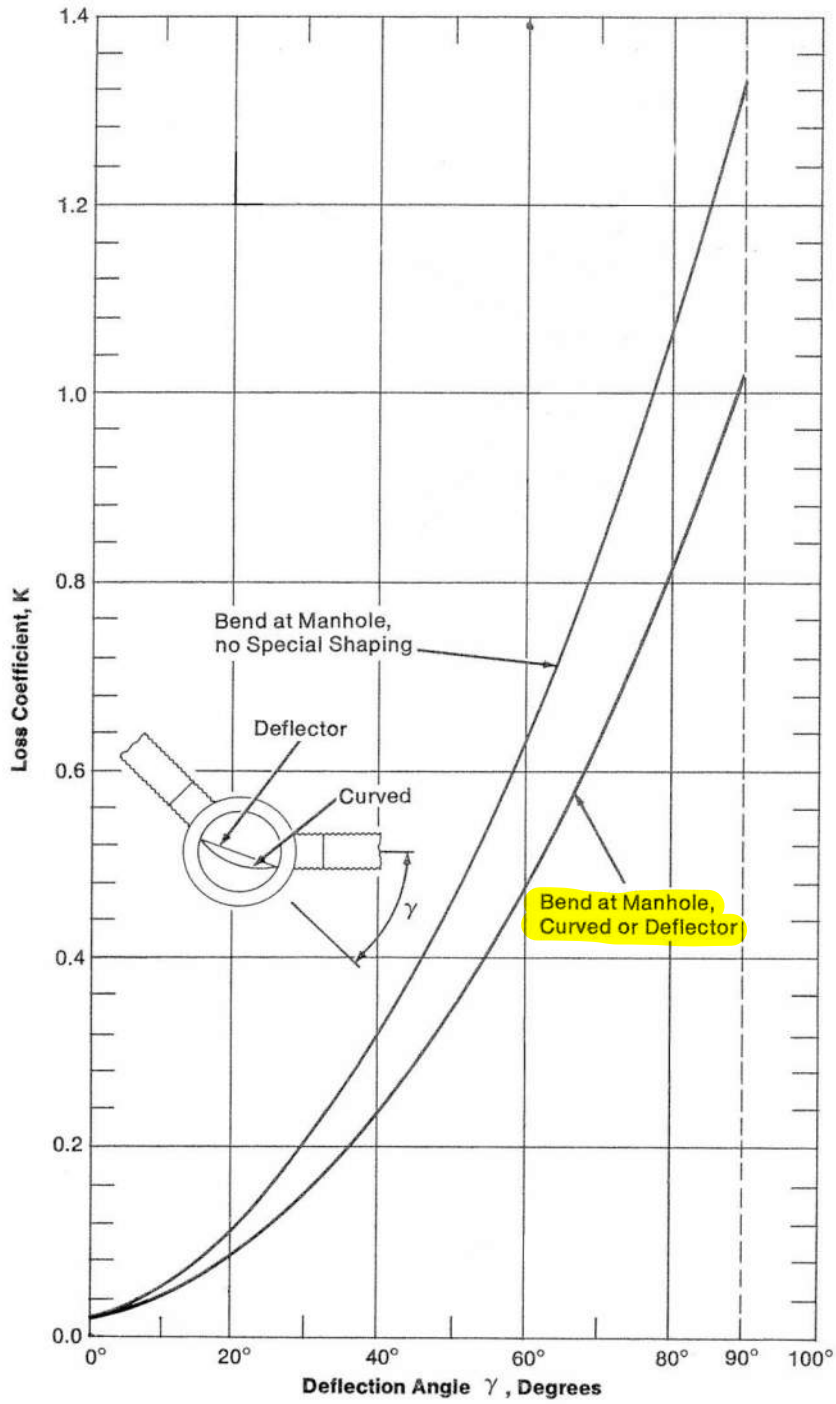 1.4
1.2
1.0
0.8
0.6
0.4
0.2
0.0
Loss Coefficient, K
Bend at Manhole,
no Special Shaping
Deflector
Curved
γ
Bend at Manhole,
Curved or Deflector
0° 20° 40° 60° 80° 90° 100°
Deflection Angle γ, Degrees